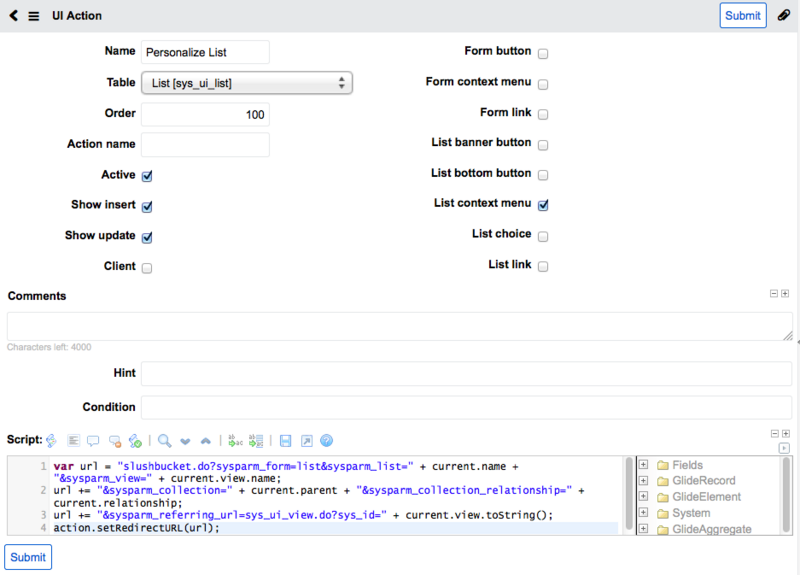 UI Action Submit
Name Personalize List Form button
Table List [sys_ui_list] Form context menu
Order 100 Form link
Action name List banner button
Active List bottom button
Show insert List context menu
Show update List choice
Client List link
Comments
Characters left: 4000
Hint
Condition
Script:
1 var url = "slushbucket.do?sysparm_form=list&sysparm_list=" + current.name +
"&sysparm_view=" + current.view.name;
2 url += "&sysparm_collection=" + current.parent + "&sysparm_collection_relationship=" +
current.relationship;
3 url += "&sysparm_referring_url=sys_ui_view.do?sys_id=" + current.view.toString();
4 action.setRedirectURL(url);
Fields
GlideRecord
GlideElement
System
GlideAggregate
Submit